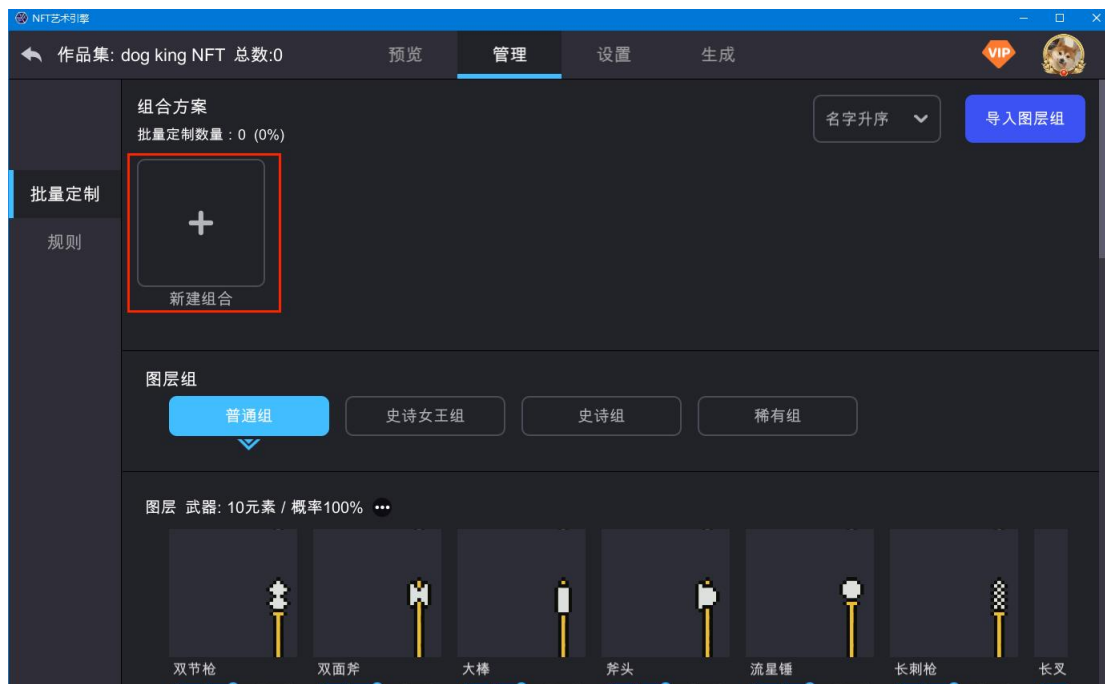 NFT艺术引擎
作品集: dog king NFT 总数:0 预览 管理 设置 生成 VIP
组合方案
批量定制数量：0 (0%)
名字升序 导入图层组
批量定制
规则
新建组合
图层组
普通组 史诗女王组 史诗组 稀有组
图层 武器: 10元素 / 概率100%
双节枪 双面斧 大棒 斧头 流星锤 长刺枪 长叉